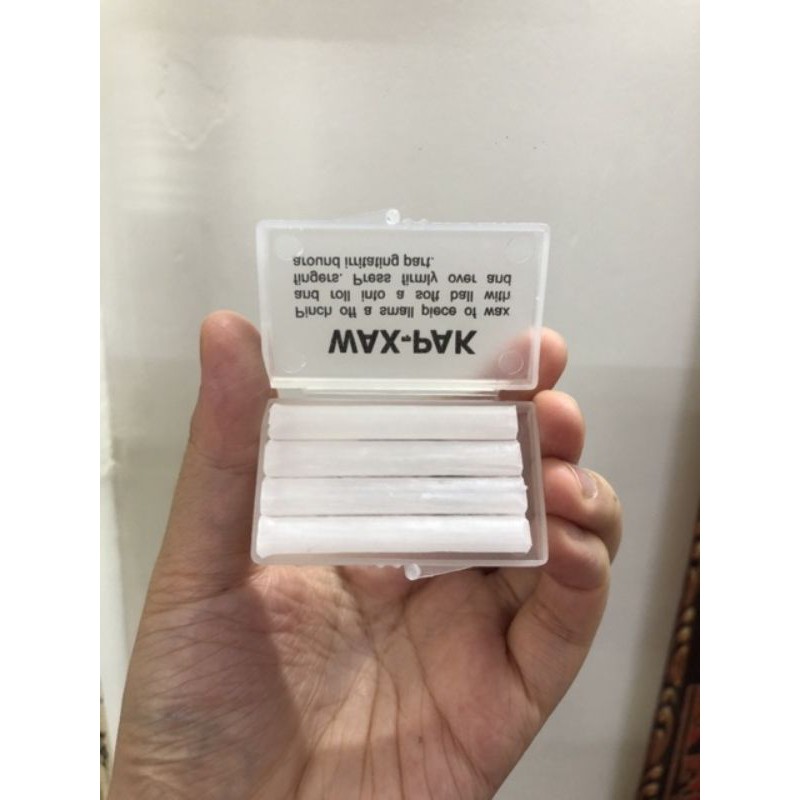 WAX-PAK™
Pinch off a small piece of wax
and roll into a soft ball with
fingers. Press firmly over and
around irritating part.